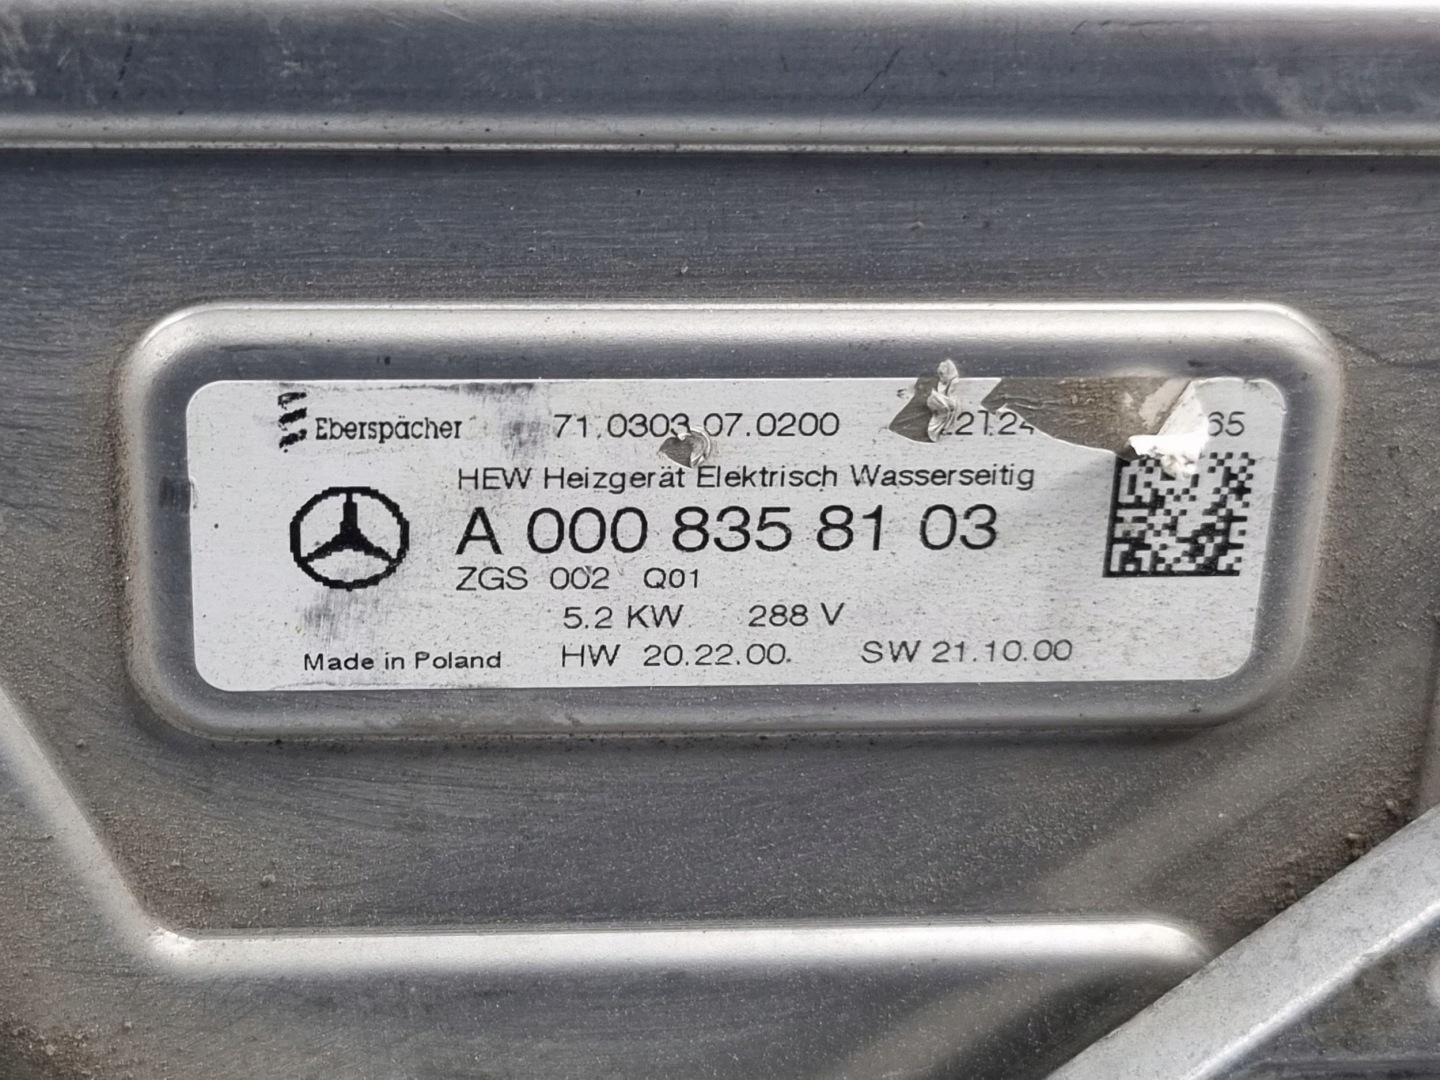 Eberspächer 71.0303.07.0200
HEW Heizgerät Elektrisch Wasserseitig
A 000 835 81 03
ZGS 002 Q01
5.2 KW 288 V
Made in Poland HW 20.22.00. SW 21.10.00